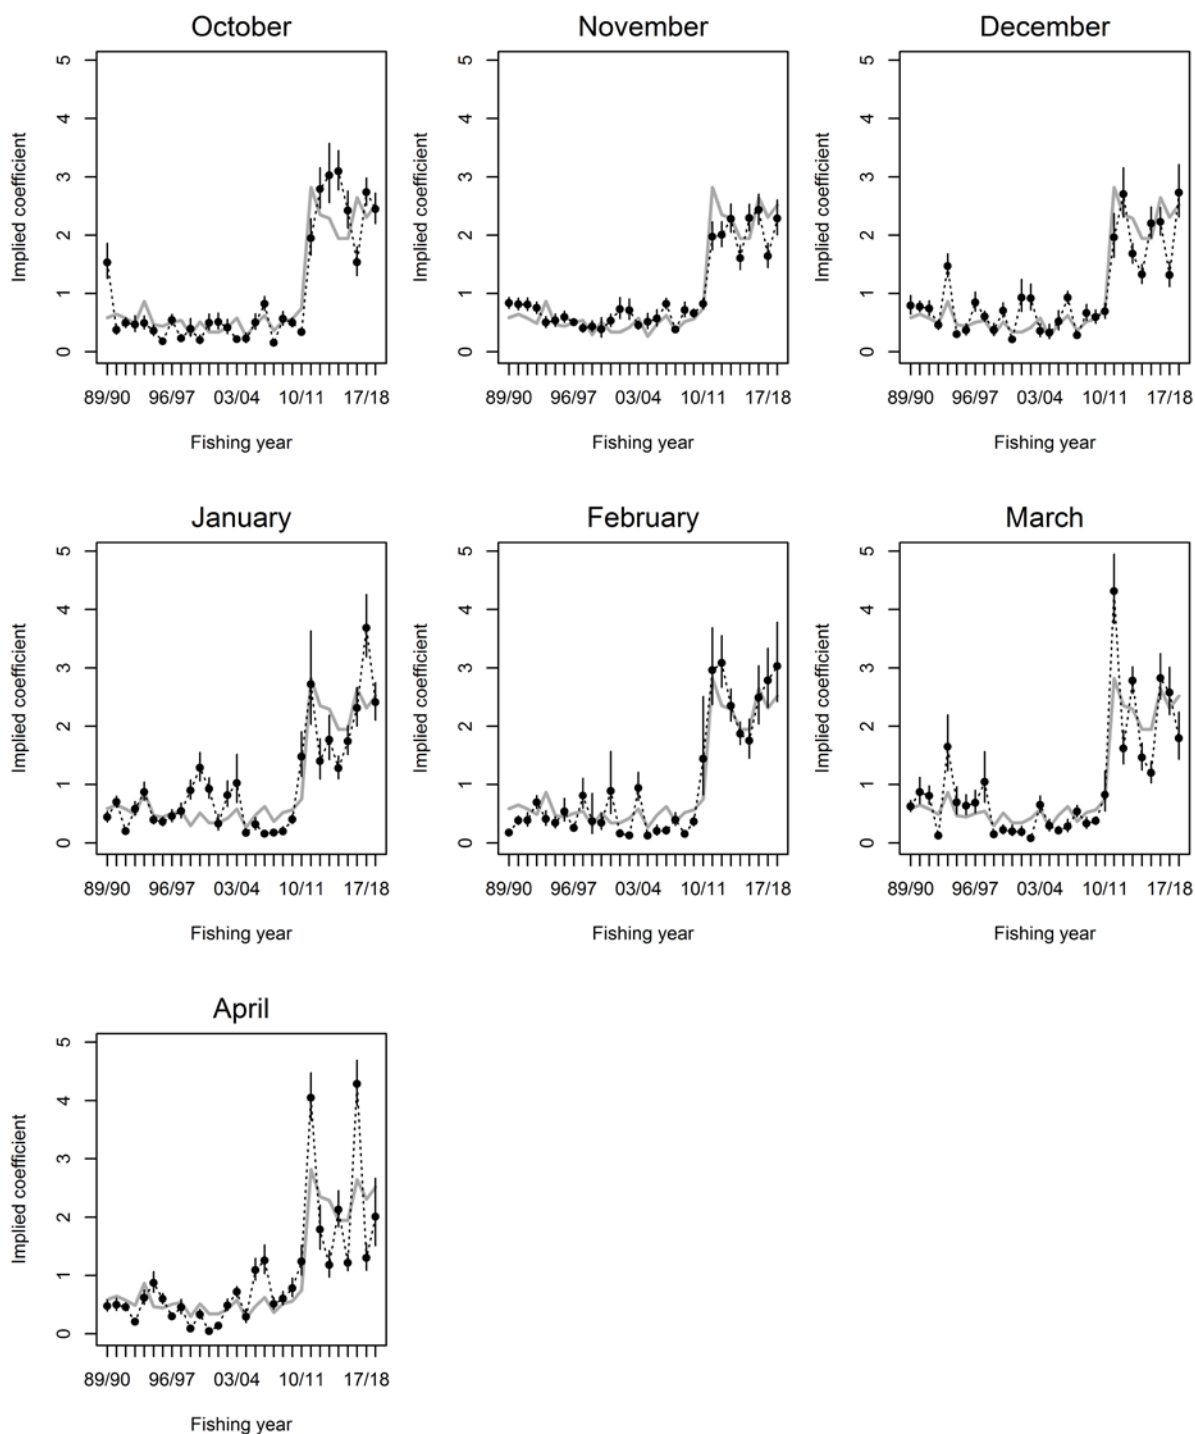 October
November
December
Implied coefficient
5
4
3
2
1
0
Implied coefficient
5
4
3
2
1
0
Implied coefficient
5
4
3
2
1
0
89/90 96/97 03/04 10/11 17/18
89/90 96/97 03/04 10/11 17/18
89/90 96/97 03/04 10/11 17/18
Fishing year
Fishing year
Fishing year
January
February
March
Implied coefficient
5
4
3
2
1
0
Implied coefficient
5
4
3
2
1
0
Implied coefficient
5
4
3
2
1
0
89/90 96/97 03/04 10/11 17/18
89/90 96/97 03/04 10/11 17/18
89/90 96/97 03/04 10/11 17/18
Fishing year
Fishing year
Fishing year
April
Implied coefficient
5
4
3
2
1
0
89/90 96/97 03/04 10/11 17/18
Fishing year